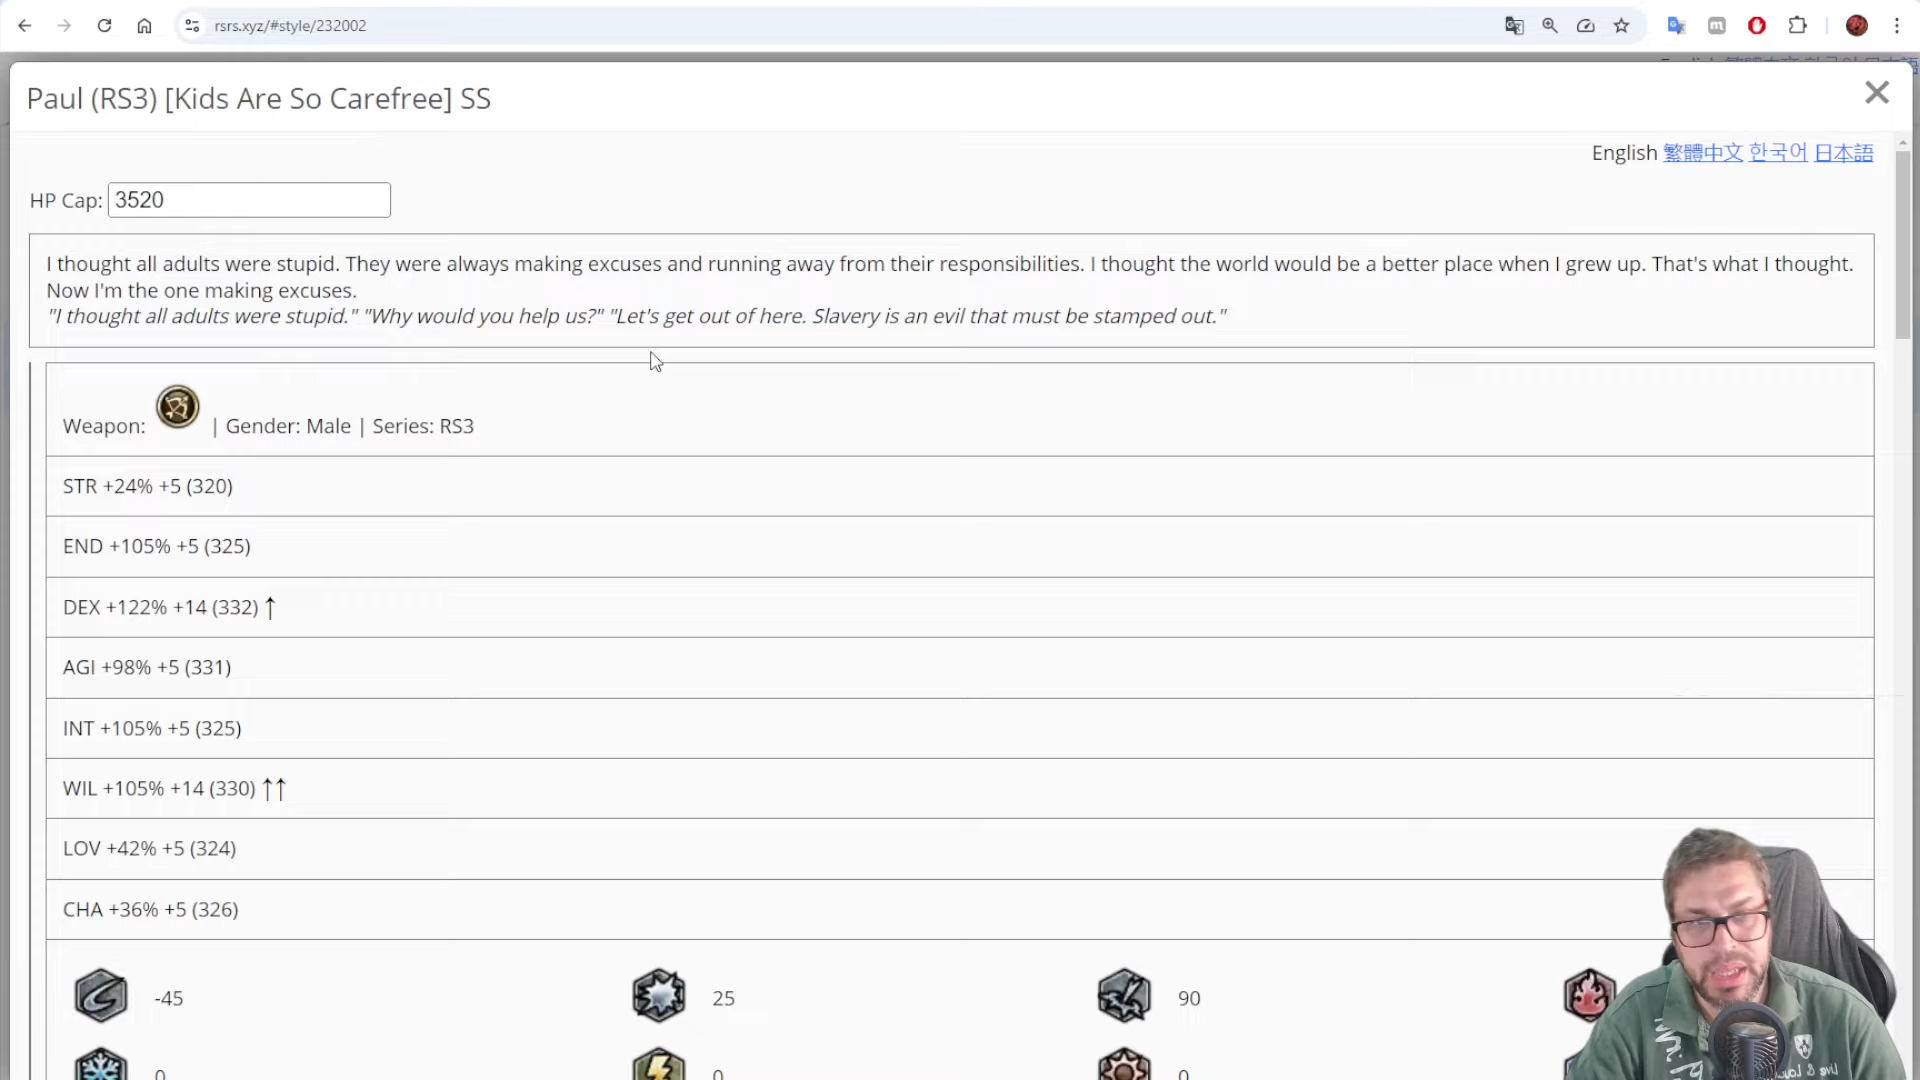 rsrs.xyz/#style/232002
Paul (RS3) [Kids Are So Carefree] SS
English 繁體中文 한국어 日本語
HP Cap: 3520
I thought all adults were stupid. They were always making excuses and running away from their responsibilities. I thought the world would be a better place when I grew up. That's what I thought.
Now I'm the one making excuses.
"I thought all adults were stupid." "Why would you help us?" "Let's get out of here. Slavery is an evil that must be stamped out."
Weapon: | Gender: Male | Series: RS3
STR +24% +5 (320)
END +105% +5 (325)
DEX +122% +14 (332) ↑
AGI +98% +5 (331)
INT +105% +5 (325)
WIL +105% +14 (330) ↑↑
LOV +42% +5 (324)
CHA +36% +5 (326)
-45 25 90
0 0 0